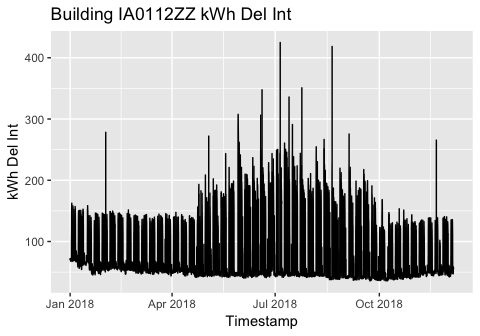 Building IA0112ZZ kWh Del Int
kWh Del Int
400
300
200
100
Jan 2018
Apr 2018
Jul 2018
Oct 2018
Timestamp